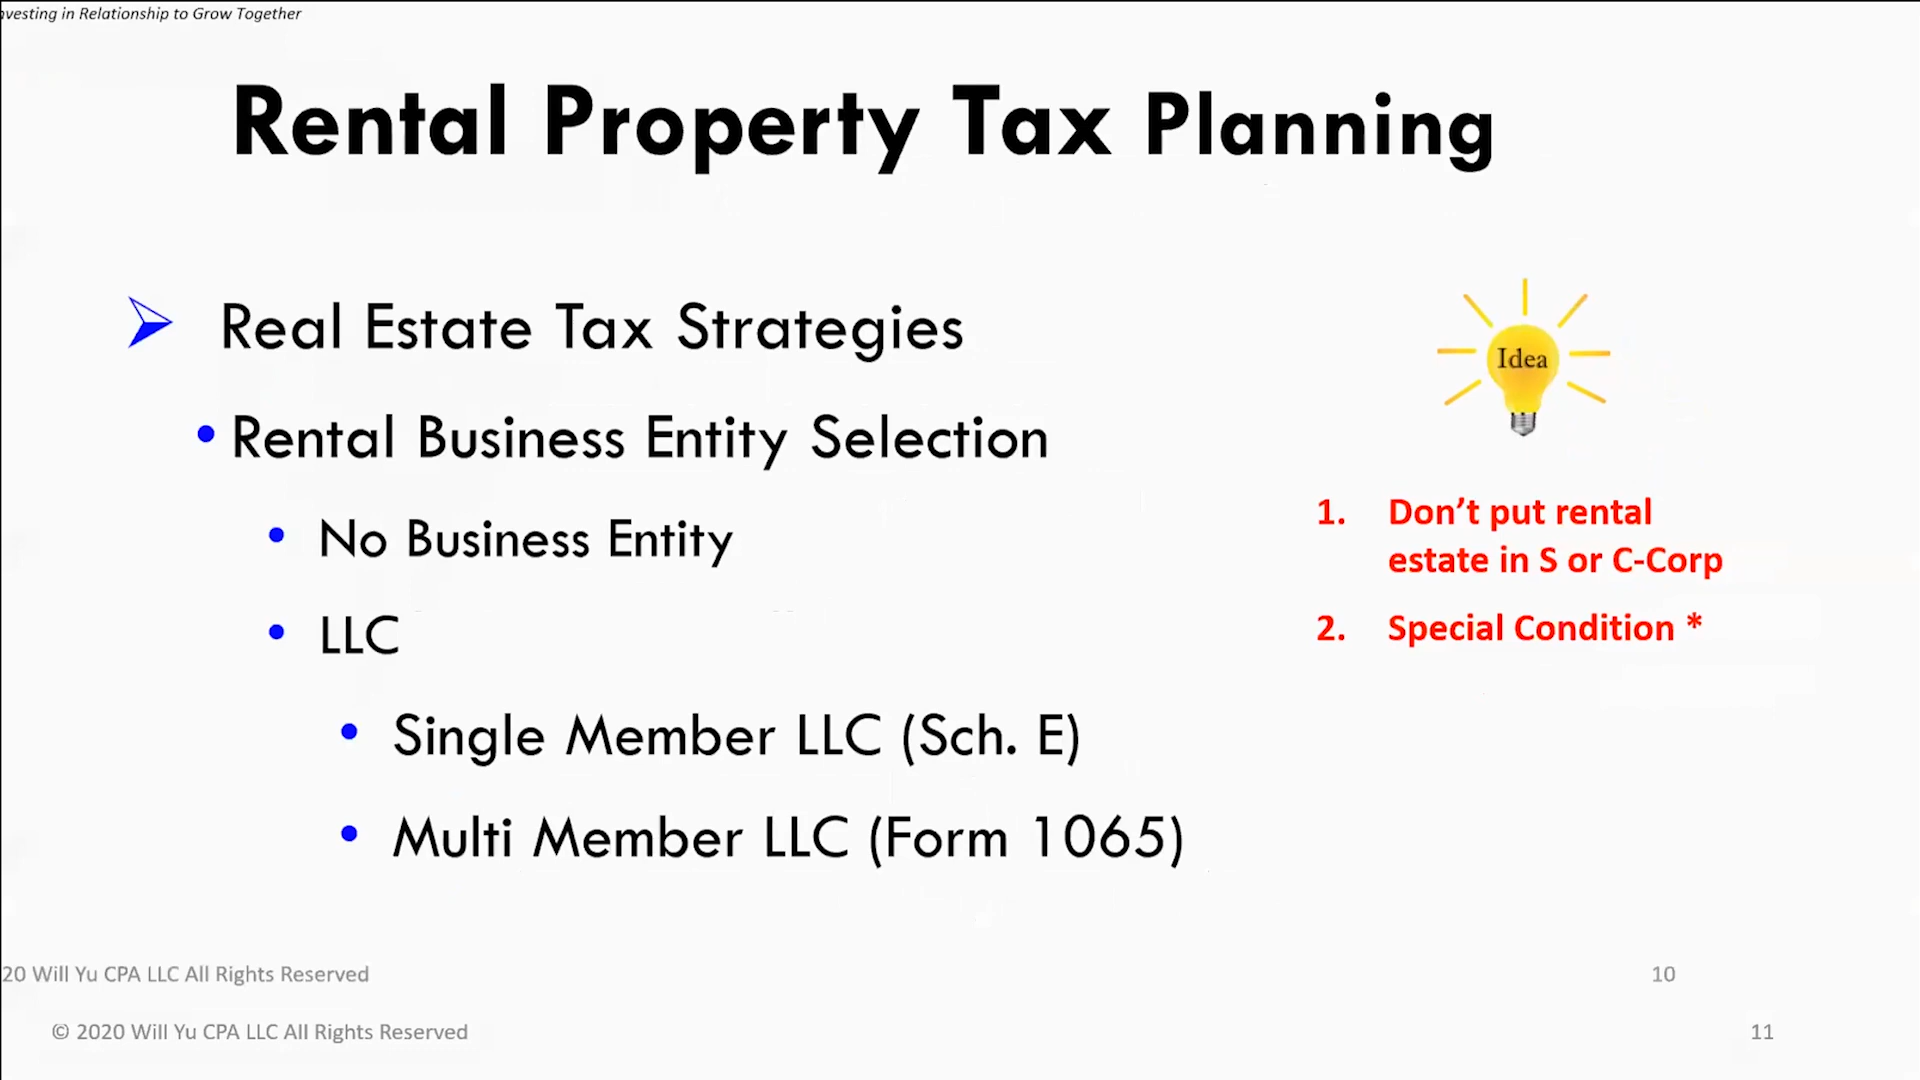 nvesting in Relationship to Grow Together
Rental Property Tax Planning
Real Estate Tax Strategies
• Rental Business Entity Selection
• No Business Entity
• LLC
• Single Member LLC (Sch. E)
• Multi Member LLC (Form 1065)
Idea
1. Don’t put rental
estate in S or C-Corp
2. Special Condition *
20 Will Yu CPA LLC All Rights Reserved
10
© 2020 Will Yu CPA LLC All Rights Reserved
11